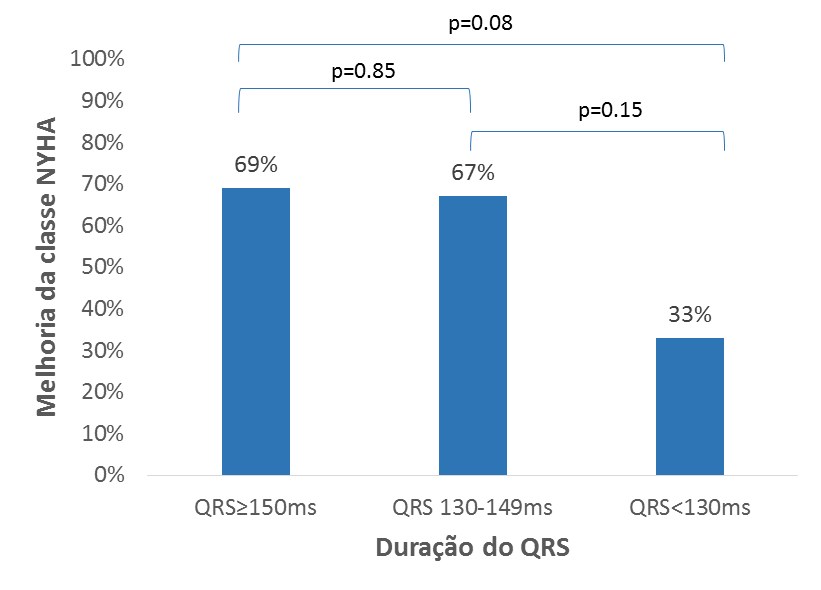 p=0.08
p=0.85
p=0.15
Melhoria da classe NYHA
100%
90%
80%
70%
60%
50%
40%
30%
20%
10%
0%
69%
67%
33%
QRS≥150ms
QRS 130-149ms
QRS<130ms
Duração do QRS